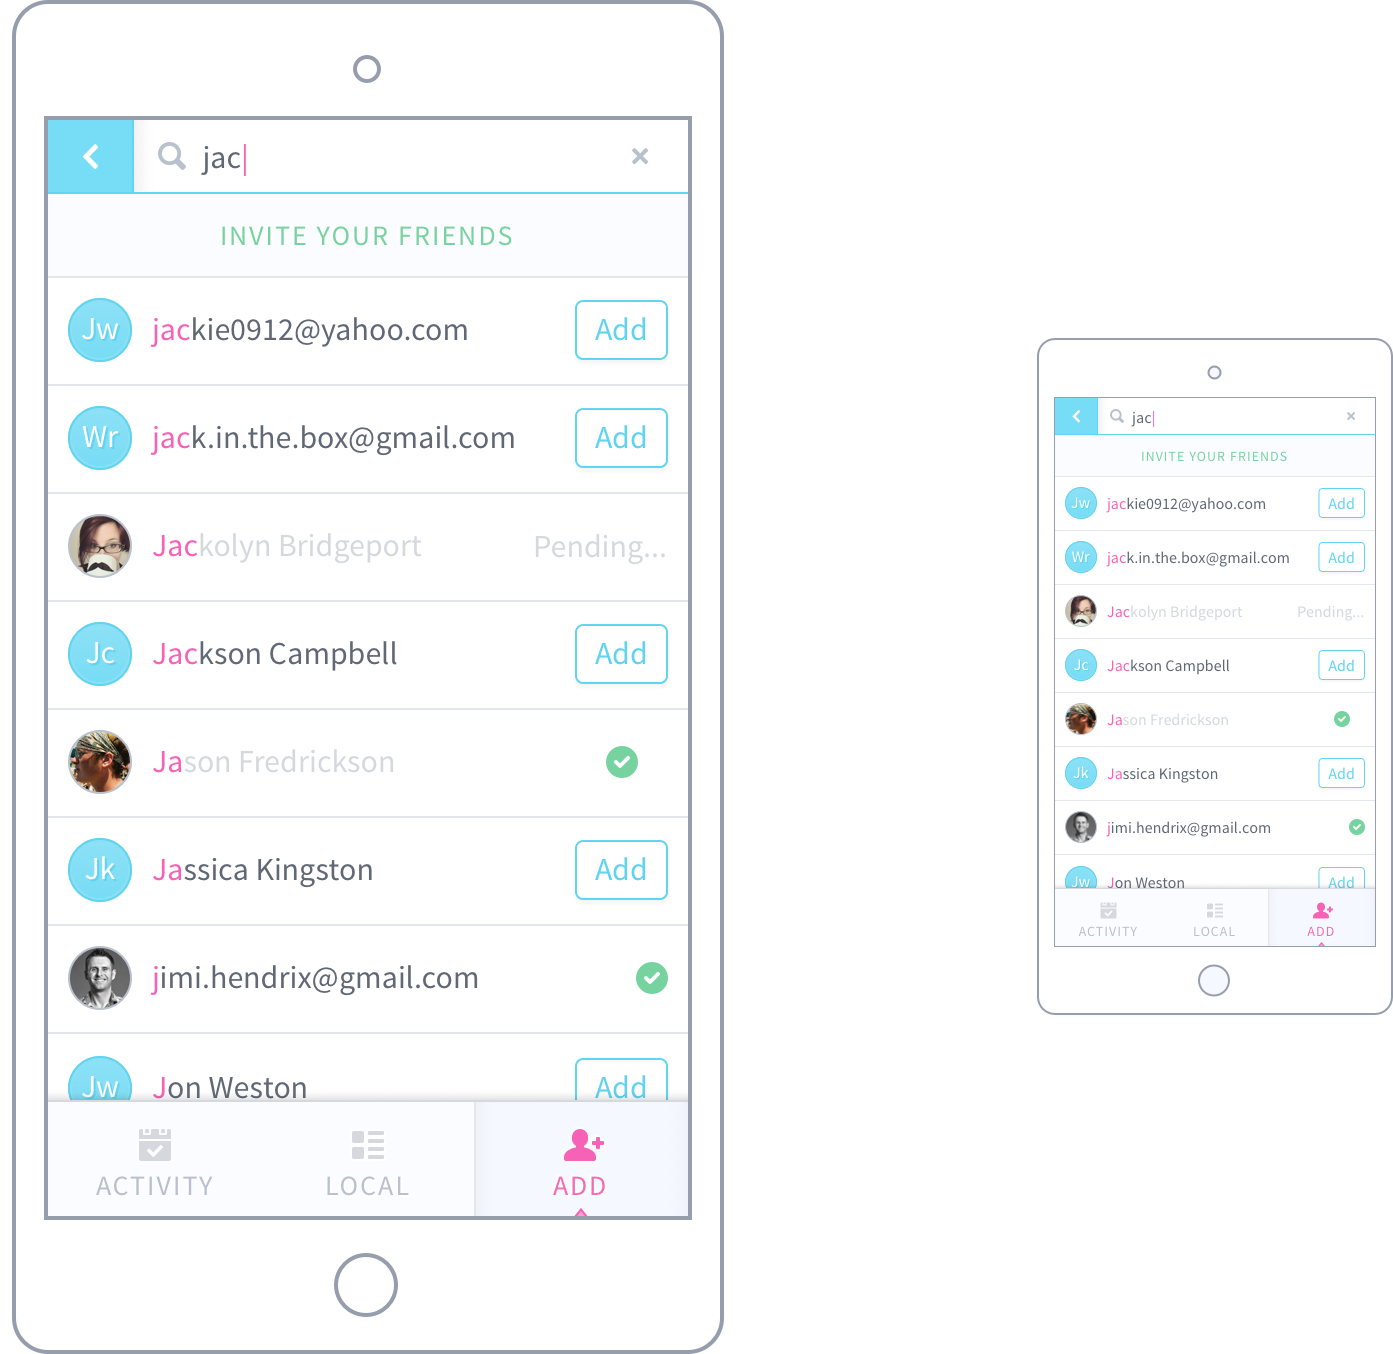 jac
INVITE YOUR FRIENDS
Jw jackie0912@yahoo.com Add
Wr jack.in.the.box@gmail.com Add
Jackolyn Bridgeport Pending...
Jc Jackson Campbell Add
Jason Fredrickson
Jk Jassica Kingston Add
jimi.hendrix@gmail.com
Jw Jon Weston Add
ACTIVITY LOCAL ADD
jac
INVITE YOUR FRIENDS
Jw jackie0912@yahoo.com Add
Wr jack.in.the.box@gmail.com Add
Jackolyn Bridgeport Pending...
Jc Jackson Campbell Add
Jason Fredrickson
Jk Jassica Kingston Add
jimi.hendrix@gmail.com
Jw Jon Weston Add
ACTIVITY LOCAL ADD